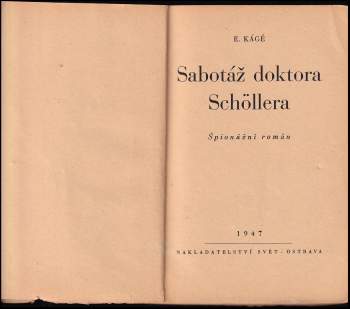 E. KÁGÉ
Sabotáž doktora
Schöllera
Špionážní román
1947
NAKLADATELSTVÍ SVĚT - OSTRAVA